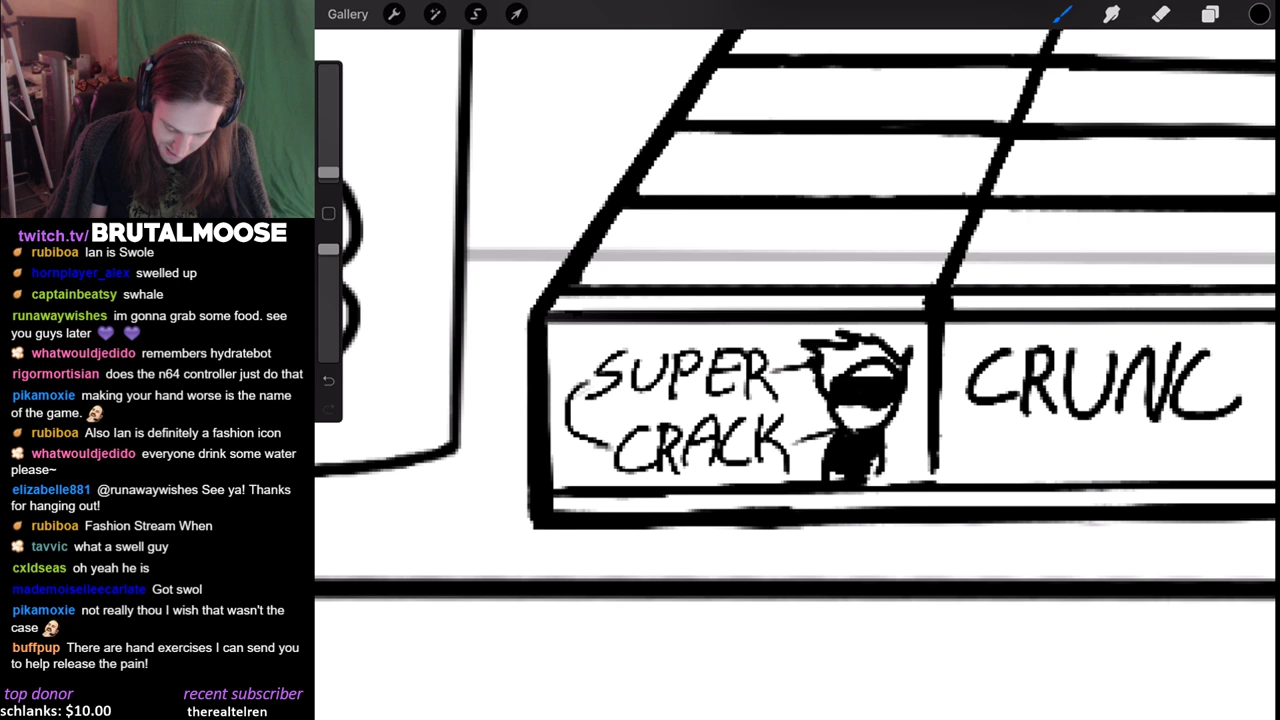 Gallery
twitch.tv/BRUTALMOOSE
rubiboa Ian is Swole
hornplayer_alex swelled up
captainbeatsy swhale
runawaywishes im gonna grab some food. see
you guys later
whatwouldjedido remembers hydratebot
rigormortisian does the n64 controller just do that
pikamoxie making your hand worse is the name
of the game.
rubiboa Also Ian is definitely a fashion icon
whatwouldjedido everyone drink some water
please~
elizabelle881 @runawaywishes See ya! Thanks
for hanging out!
rubiboa Fashion Stream When
tavvic what a swell guy
cxldseas oh yeah he is
mademoiselleecarlate Got swol
pikamoxie not really thou I wish that wasn't the
case
buffpup There are hand exercises I can send you
to help release the pain!
top donor recent subscriber
schlanks: $10.00 therealtelren
SUPER
CRACK
CRUNC